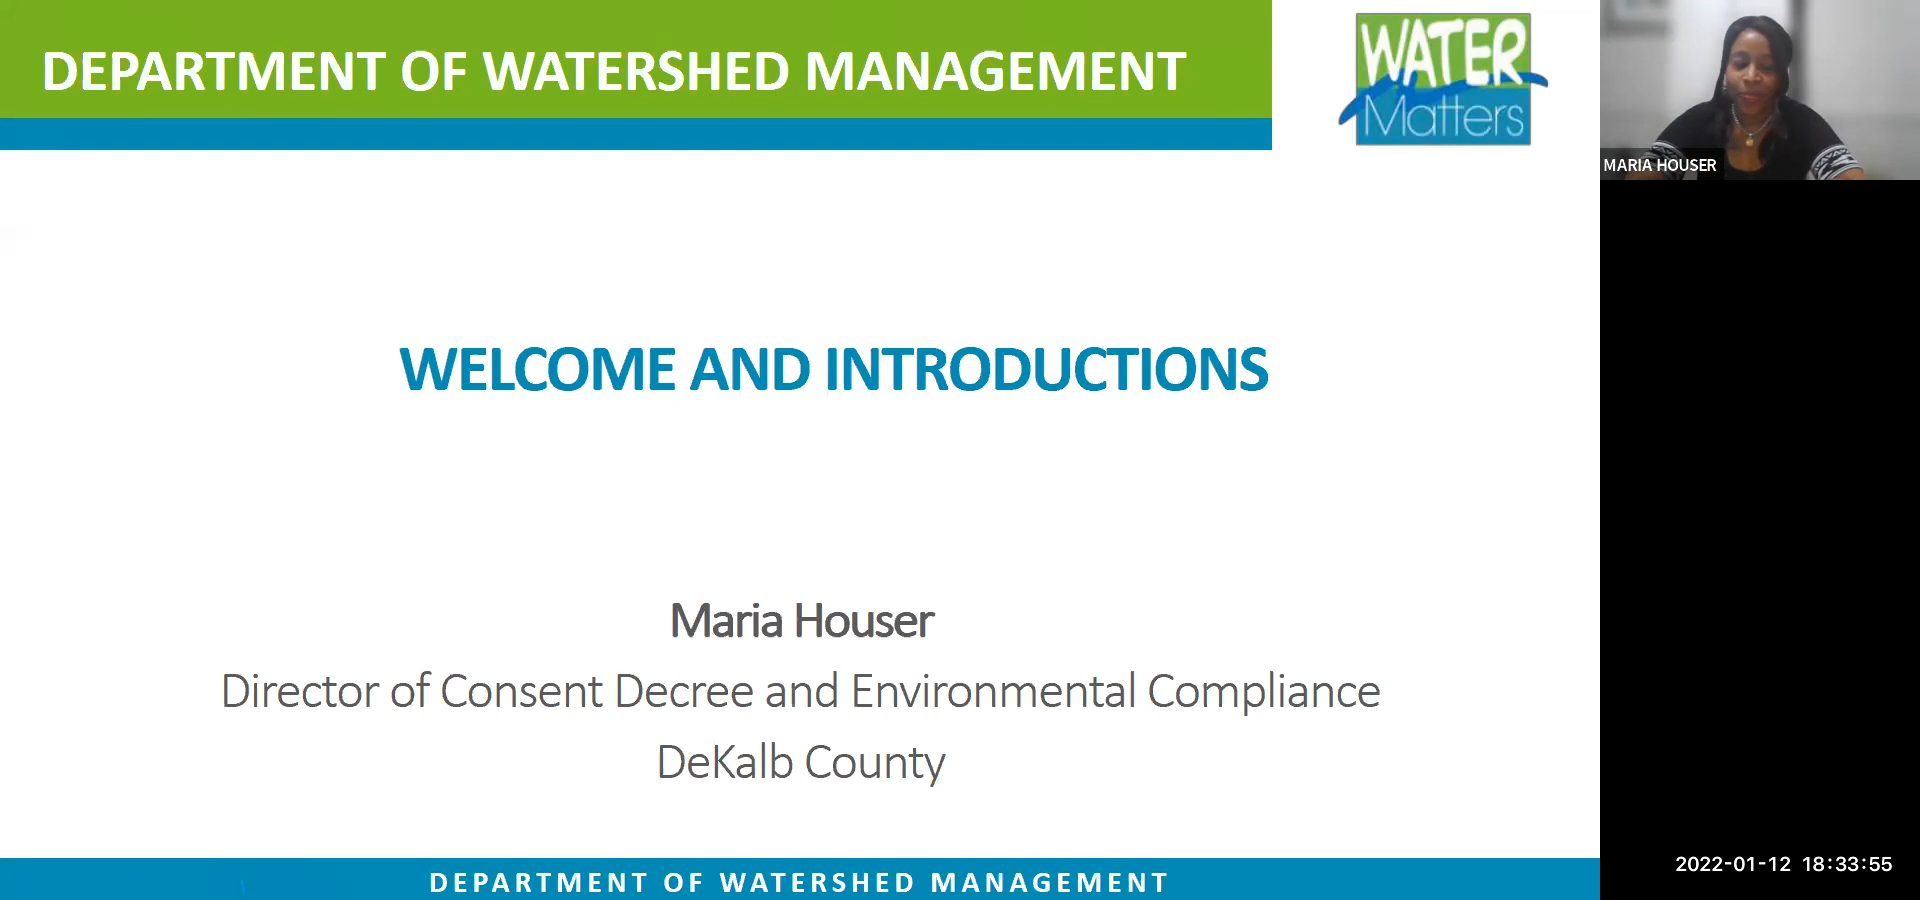 DEPARTMENT OF WATERSHED MANAGEMENT
WATER
Matters
MARIA HOUSER
WELCOME AND INTRODUCTIONS
Maria Houser
Director of Consent Decree and Environmental Compliance
DeKalb County
DEPARTMENT OF WATERSHED MANAGEMENT
2022-01-12 18:33:55